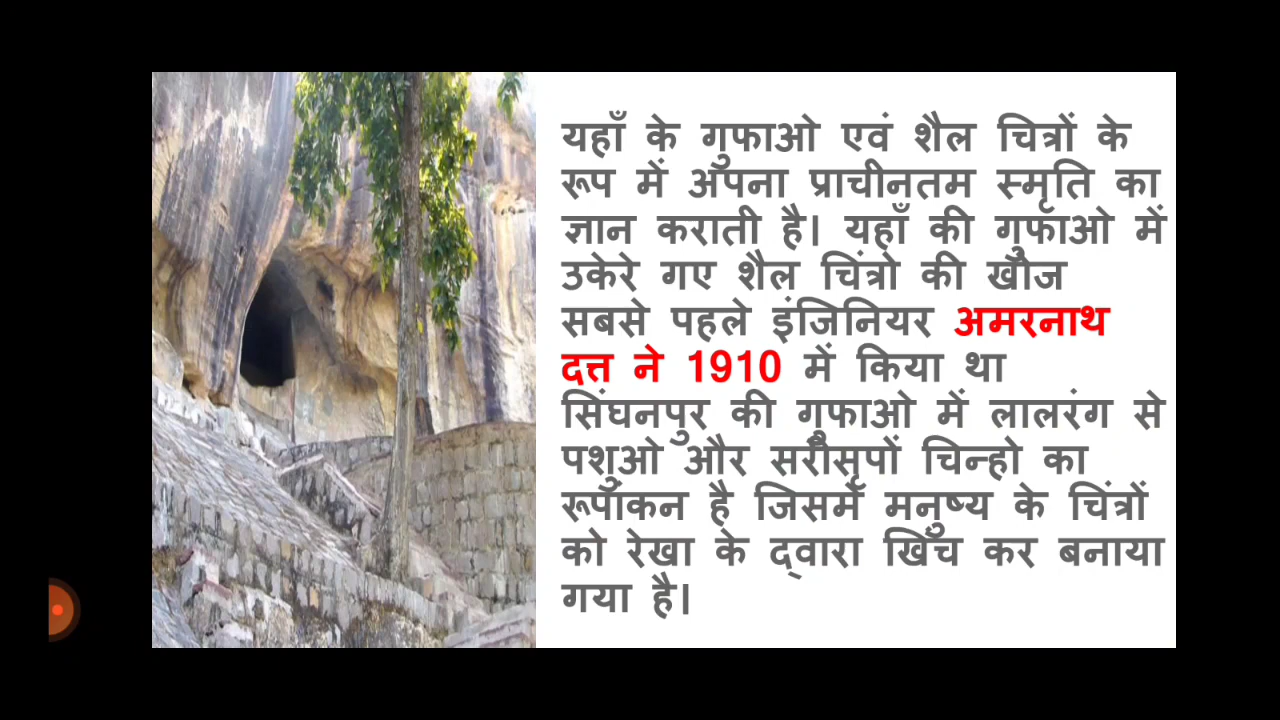 यहाँ के गुफाओ एवं शैल चित्रों के
रूप में अपना प्राचीनतम स्मृति का
ज्ञान कराती है। यहाँ की गुफाओ में
उकेरे गए शैल चिंत्रो की खोज
सबसे पहले इंजिनियर अमरनाथ
दत्त ने 1910 में किया था
सिंघनपुर की गुफाओ में लालरंग से
पशुओ और सरीसृपों चिन्हो का
रूपांकन है जिसमें मनुष्य के चिंत्रों
को रेखा के द्वारा खिंच कर बनाया
गया है।